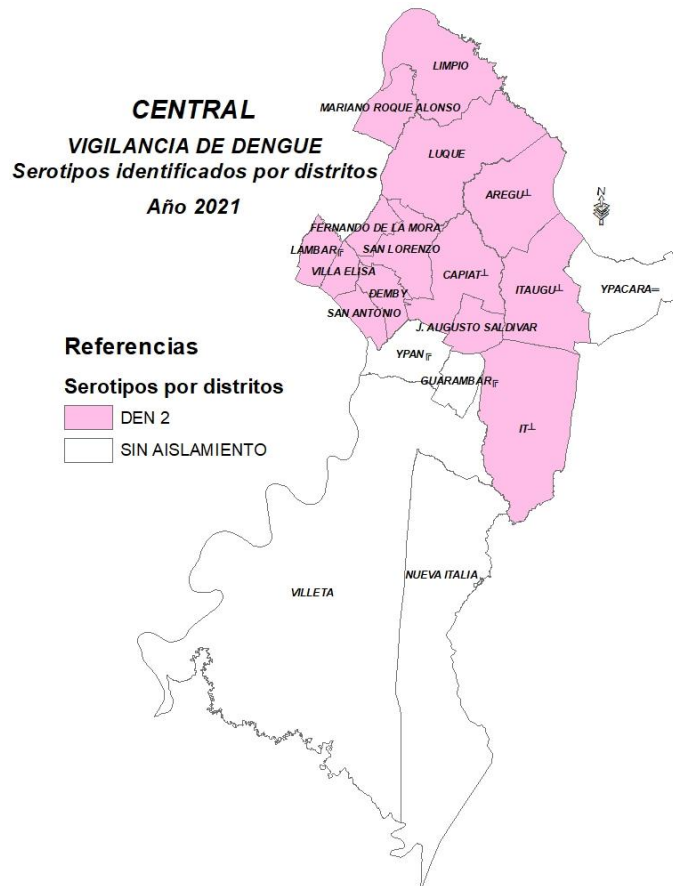 CENTRAL
VIGILANCIA DE DENGUE
Serotipos identificados por distritos
Año 2021
N
LIMPIO
MARIANO ROQUE ALONSO
LUQUE
AREGU┴
FERNANDO DE LA MORA
LAMBAR╔
SAN LORENZO
VILLA ELISA
CAPIAT┴
ITAUGU┴
YPACARA═
ÐEMBY
SAN ANTONIO
J. AUGUSTO SALDIVAR
YPAN╔
GUARAMBAR╔
IT┴
VILLETA
NUEVA ITALIA
Referencias
Serotipos por distritos
DEN 2
SIN AISLAMIENTO